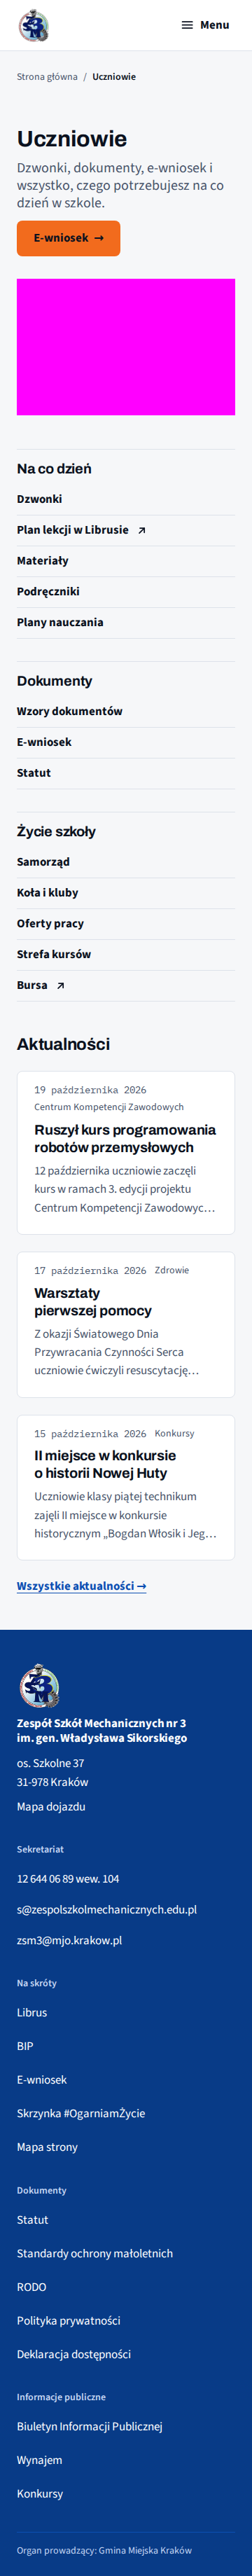 Menu
Strona główna / Uczniowie
Uczniowie
Dzwonki, dokumenty, e-wniosek i
wszystko, czego potrzebujesz na co
dzień w szkole.
E-wniosek →
Na co dzień
Dzwonki
Plan lekcji w Librusie ↗
Materiały
Podręczniki
Plany nauczania
Dokumenty
Wzory dokumentów
E-wniosek
Statut
Życie szkoły
Samorząd
Koła i kluby
Oferty pracy
Strefa kursów
Bursa ↗
Aktualności
19 października 2026
Centrum Kompetencji Zawodowych
Ruszył kurs programowania
robotów przemysłowych
12 października uczniowie zaczęli
kurs w ramach 3. edycji projektu
Centrum Kompetencji Zawodowyc…
17 października 2026 Zdrowie
Warsztaty
pierwszej pomocy
Z okazji Światowego Dnia
Przywracania Czynności Serca
uczniowie ćwiczyli resuscytację…
15 października 2026 Konkursy
II miejsce w konkursie
o historii Nowej Huty
Uczniowie klasy piątej technikum
zajęli II miejsce w konkursie
historycznym „Bogdan Włosik i Jeg…
Wszystkie aktualności →
Zespół Szkół Mechanicznych nr 3
im. gen. Władysława Sikorskiego
os. Szkolne 37
31-978 Kraków
Mapa dojazdu
Sekretariat
12 644 06 89 wew. 104
s@zespolszkolmechanicznych.edu.pl
zsm3@mjo.krakow.pl
Na skróty
Librus
BIP
E-wniosek
Skrzynka #OgarniamŻycie
Mapa strony
Dokumenty
Statut
Standardy ochrony małoletnich
RODO
Polityka prywatności
Deklaracja dostępności
Informacje publiczne
Biuletyn Informacji Publicznej
Wynajem
Konkursy
Organ prowadzący: Gmina Miejska Kraków